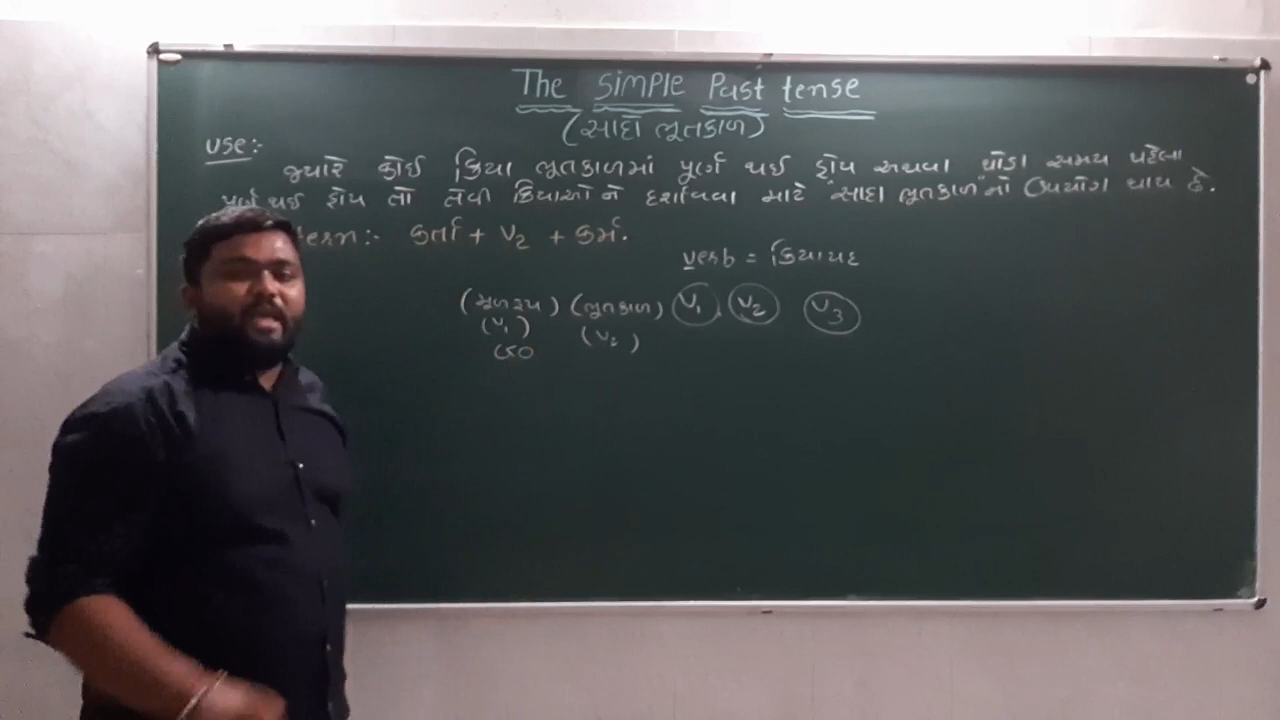 The Simple Past tense
(સાદો ભૂતકાળ)
use:-
જ્યારે કોઈ ક્રિયા ભૂતકાળમાં પૂર્ણ થઈ હોય અથવા થોડા સમય પહેલા
પૂર્ણ થઈ હોય તો તેવી ક્રિયાઓને દર્શાવવા માટે "સાદા ભૂતકાળ"નો ઉપયોગ થાય છે.
કર્તા + V2 + કર્મ.
verb = ક્રિયાપદ
(મૂળરૂપ) (ભૂતકાળ) V1 V2 V3
(V1) (V2)
go